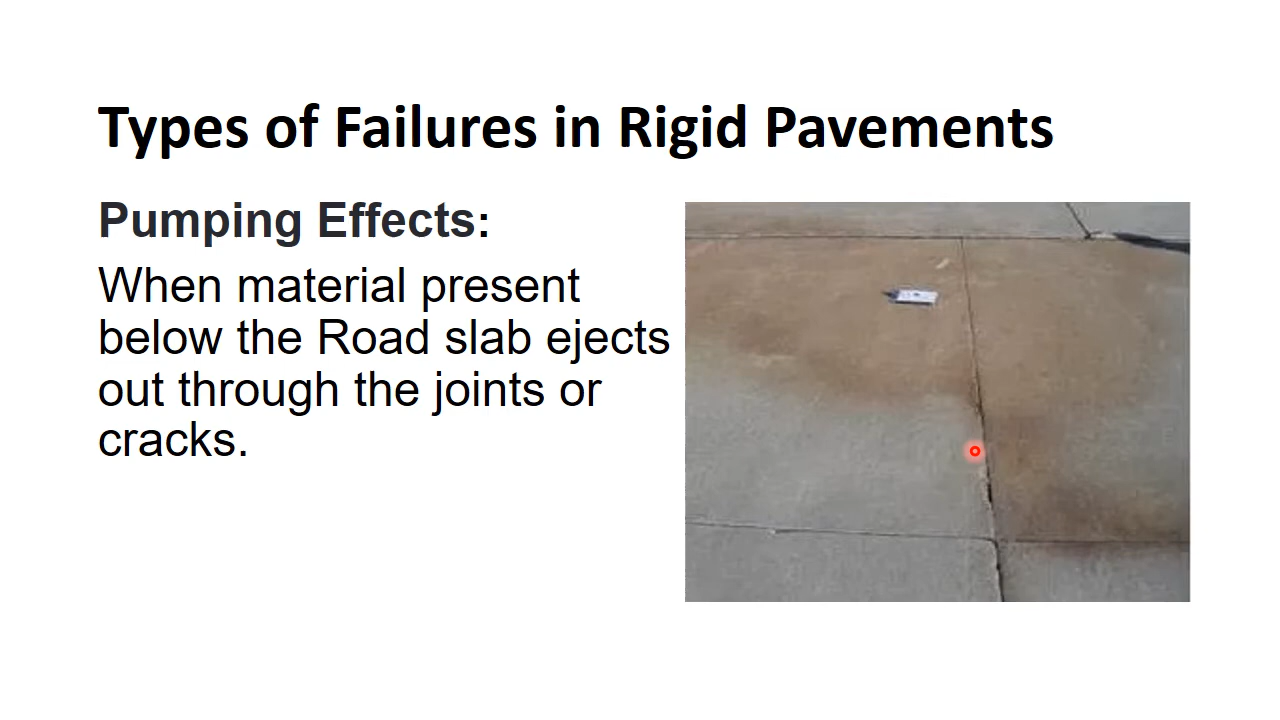 Types of Failures in Rigid Pavements
Pumping Effects:
When material present
below the Road slab ejects
out through the joints or
cracks.